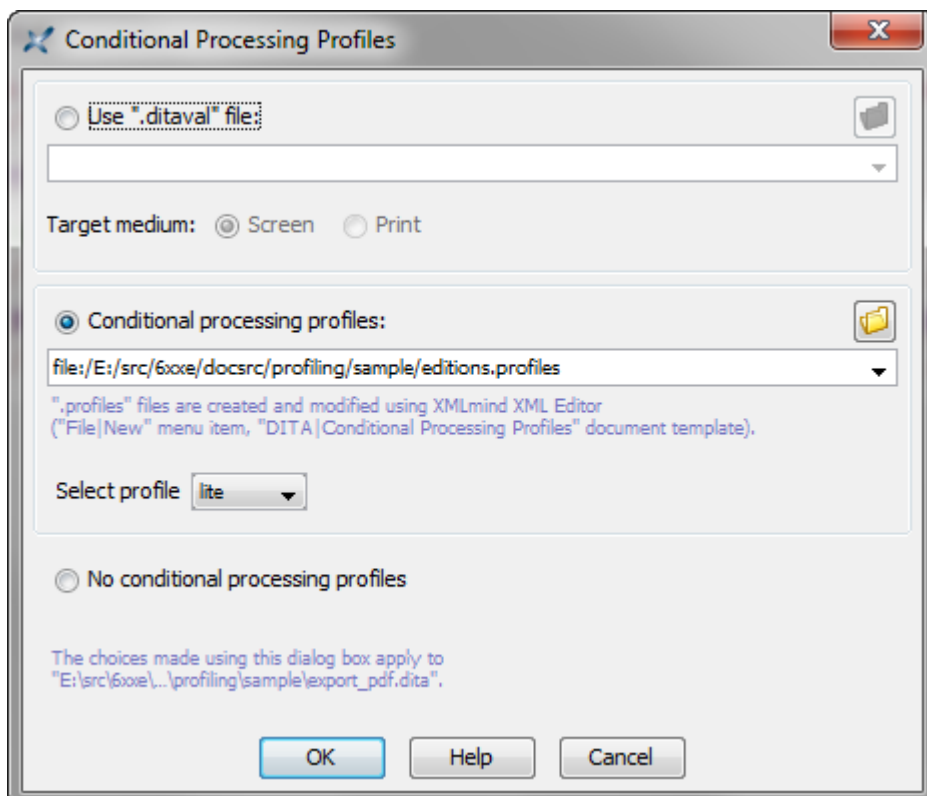 Conditional Processing Profiles
Use ".ditaval" file:
Target medium: Screen Print
Conditional processing profiles:
file:/E:/src/6xxe/docsrc/profiling/sample/editions.profiles
".profiles" files are created and modified using XMLmind XML Editor
("File|New" menu item, "DITA|Conditional Processing Profiles" document template).
Select profile lite
No conditional processing profiles
The choices made using this dialog box apply to
"E:\src\6xxe\...\profiling\sample\export_pdf.dita".
OK Help Cancel